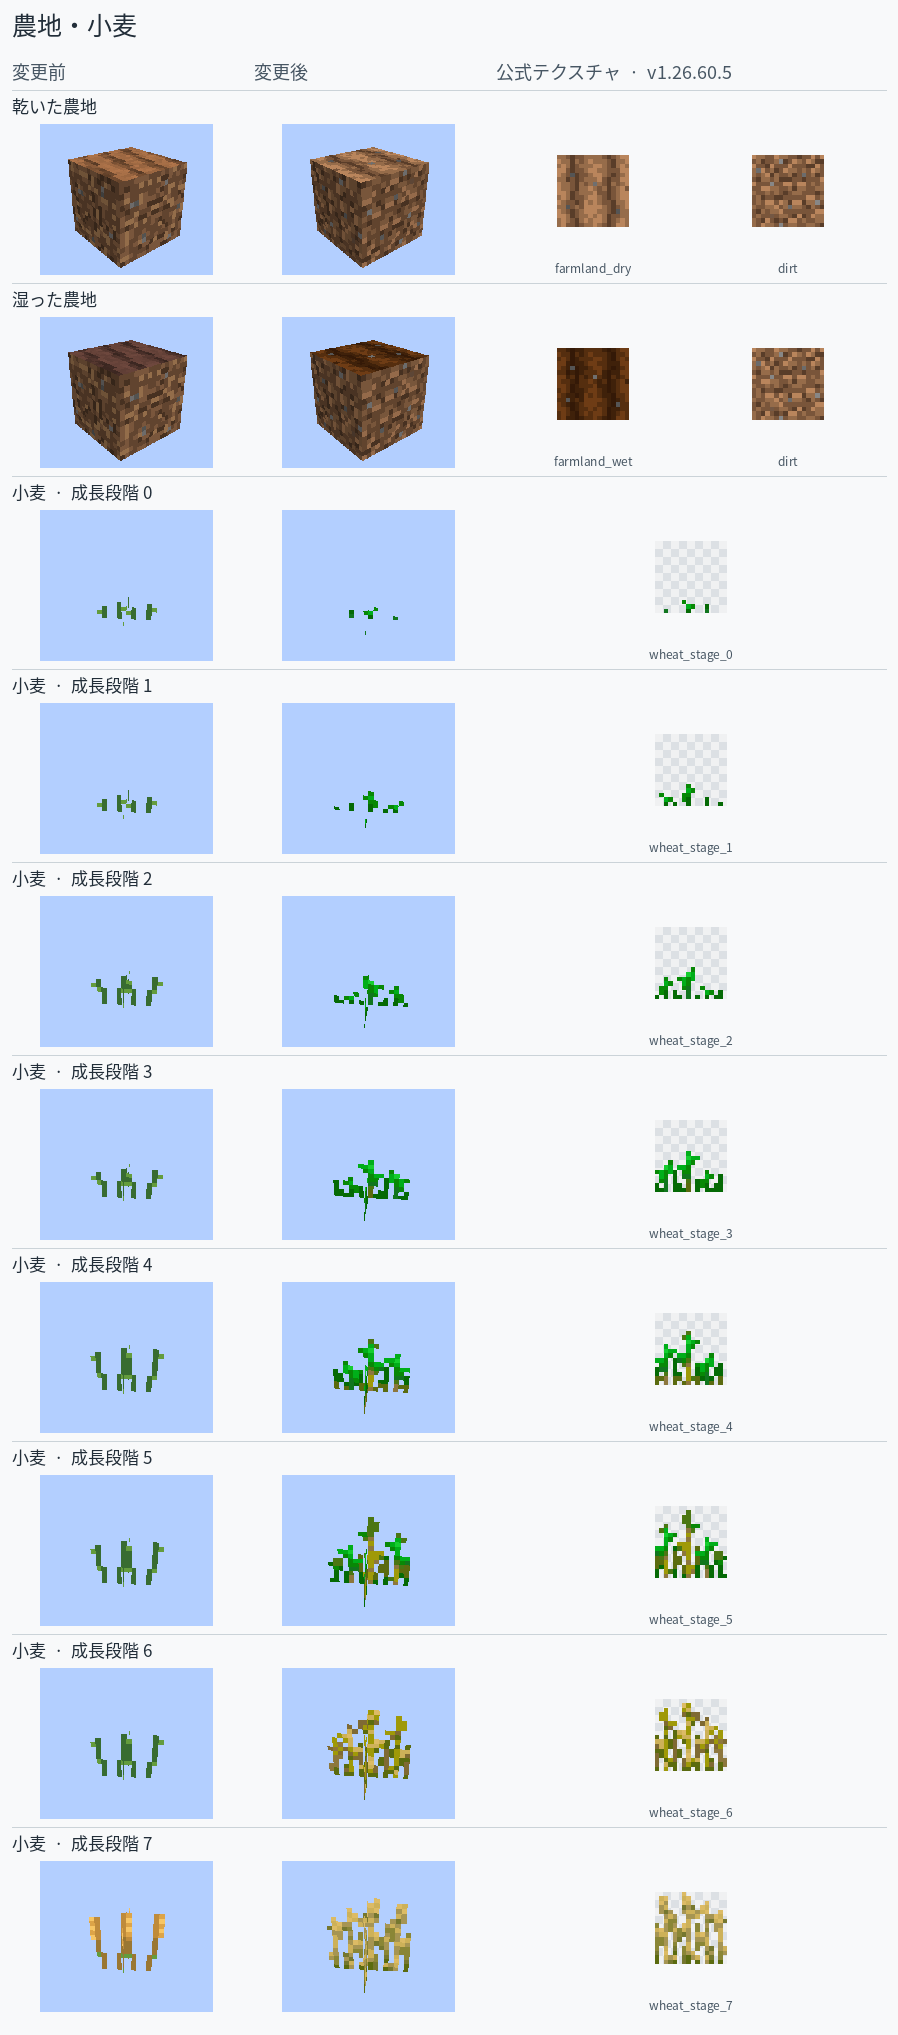 農地・小麦
変更前 変更後 公式テクスチャ · v1.26.60.5
乾いた農地
farmland_dry dirt
湿った農地
farmland_wet dirt
小麦 · 成長段階 0
wheat_stage_0
小麦 · 成長段階 1
wheat_stage_1
小麦 · 成長段階 2
wheat_stage_2
小麦 · 成長段階 3
wheat_stage_3
小麦 · 成長段階 4
wheat_stage_4
小麦 · 成長段階 5
wheat_stage_5
小麦 · 成長段階 6
wheat_stage_6
小麦 · 成長段階 7
wheat_stage_7